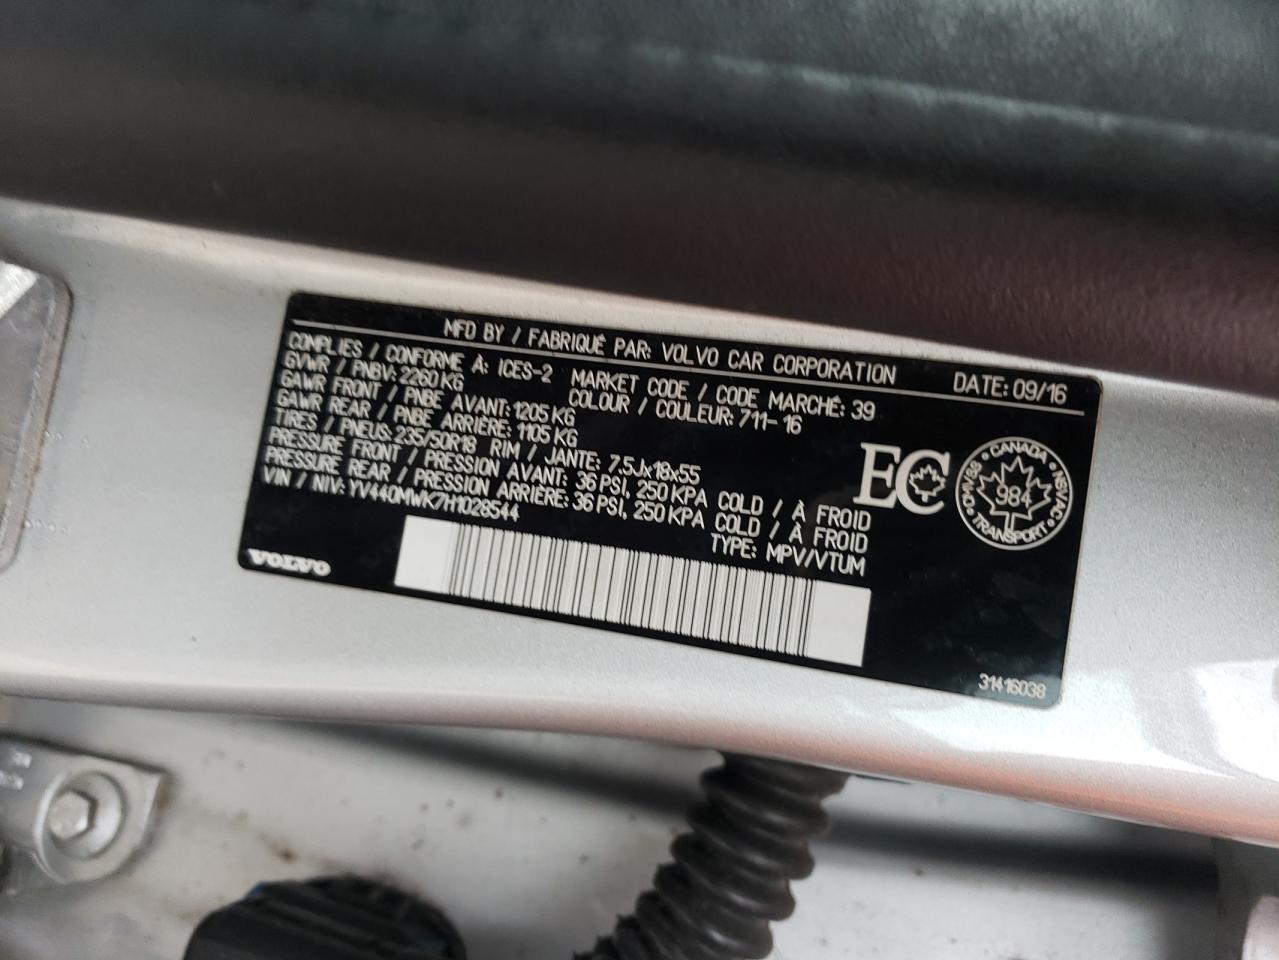 MFD BY / FABRIQUÉ PAR: VOLVO CAR CORPORATION DATE: 09/16
COMPLIES / CONFORME À: ICES-2 MARKET CODE / CODE MARCHÉ: 39
GVWR / PNBV: 2260 KG COLOUR / COULEUR: 711-16
GAWR FRONT / PNBE AVANT: 1205 KG
GAWR REAR / PNBE ARRIÈRE: 1105 KG
TIRES / PNEUS: 235/50R18 RIM / JANTE: 7.5Jx18x55
PRESSURE FRONT / PRESSION AVANT: 36 PSI, 250 KPA COLD / À FROID
PRESSURE REAR / PRESSION ARRIÈRE: 36 PSI, 250 KPA COLD / À FROID
VIN / NIV: YV440MWK7H1028544 TYPE: MPV/VTUM
EC
CANADA
NSVAC
TRANSPORT
CMVSS
984
VOLVO
31416038